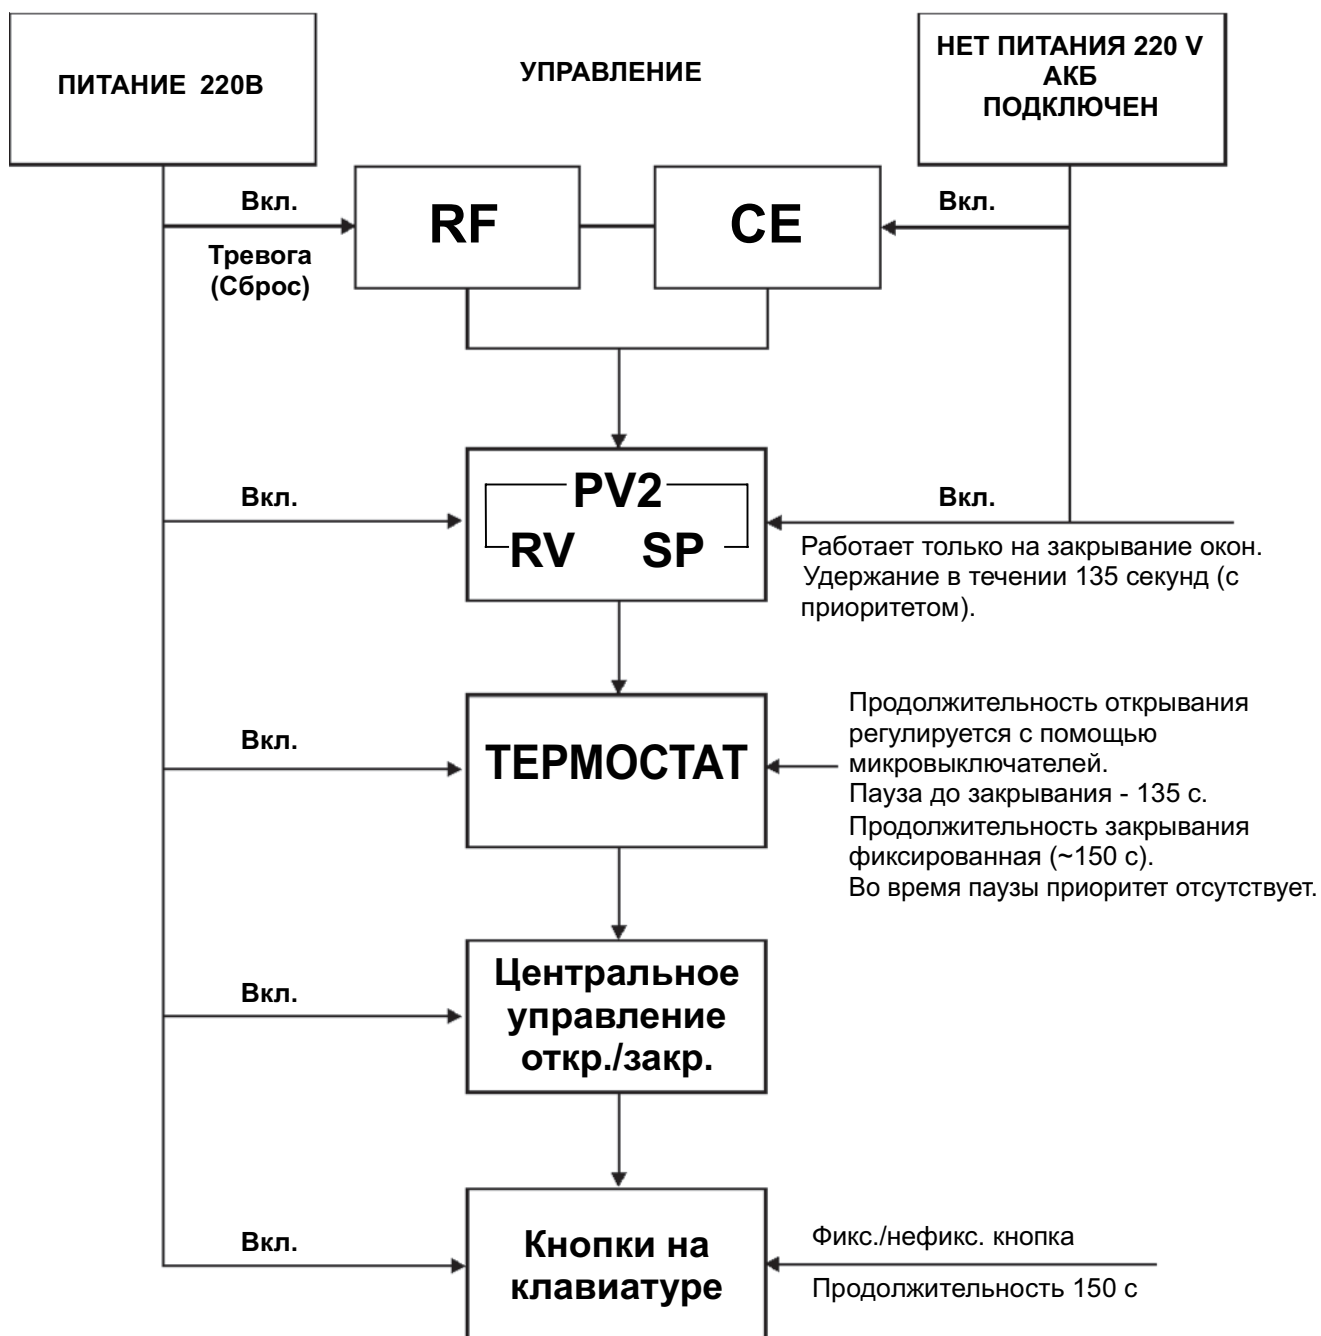 ПИТАНИЕ 220В
УПРАВЛЕНИЕ
НЕТ ПИТАНИЯ 220 V
АКБ
ПОДКЛЮЧЕН
Вкл.
Тревога
(Сброс)
RF
CE
Вкл.
Вкл.
PV2
RV SP
Вкл.
Работает только на закрывание окон.
Удержание в течении 135 секунд (с
приоритетом).
Вкл.
ТЕРМОСТАТ
Продолжительность открывания
регулируется с помощью
микровыключателей.
Пауза до закрывания - 135 с.
Продолжительность закрывания
фиксированная (~150 с).
Во время паузы приоритет отсутствует.
Вкл.
Центральное
управление
откр./закр.
Вкл.
Кнопки на
клавиатуре
Фикс./нефикс. кнопка
Продолжительность 150 с